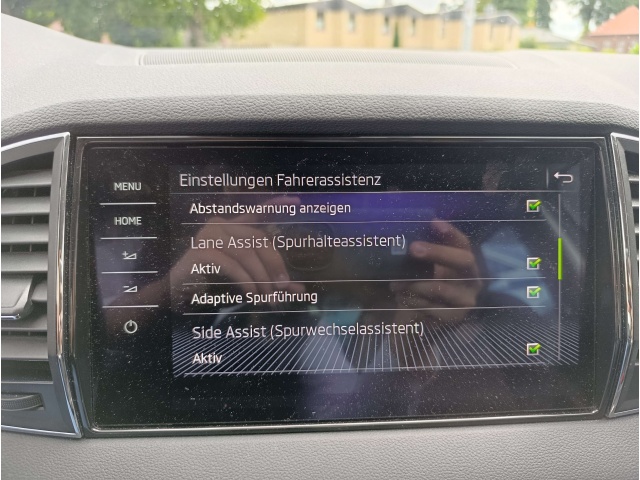 MENU
HOME
Einstellungen Fahrerassistenz
Abstandswarnung anzeigen
Lane Assist (Spurhalteassistent)
Aktiv
Adaptive Spurführung
Side Assist (Spurwechselassistent)
Aktiv